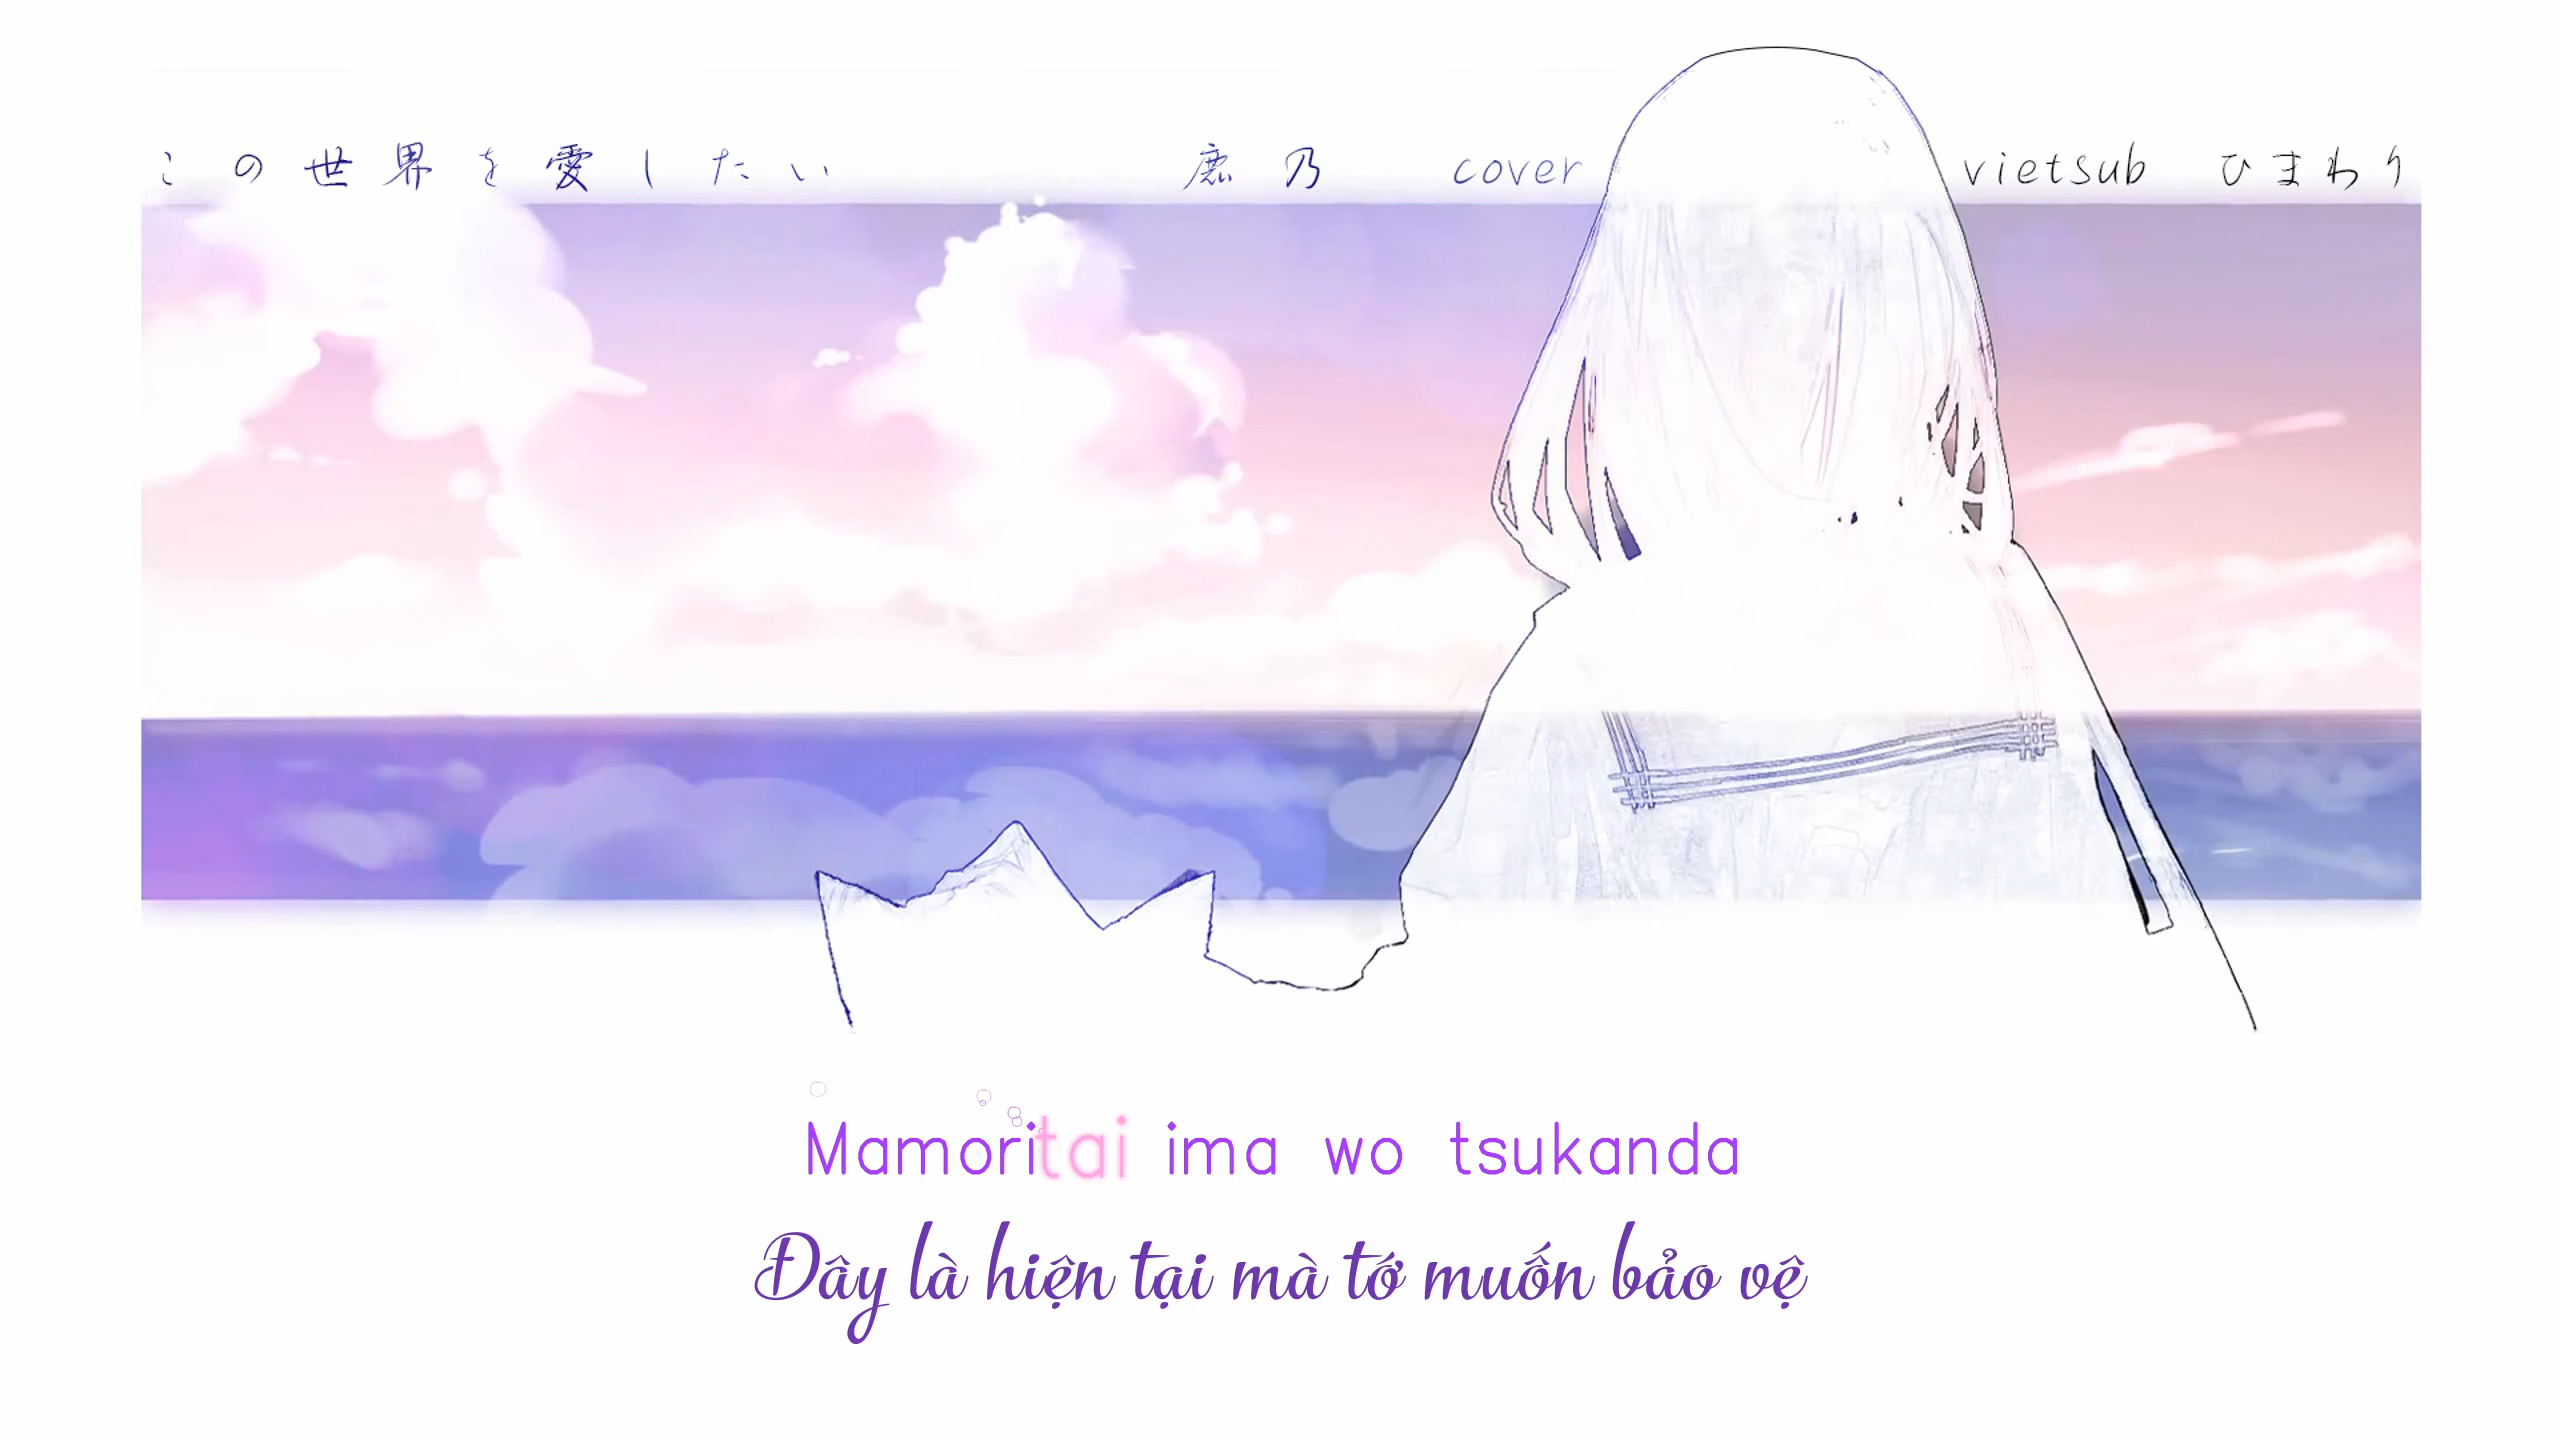 この世界を愛したい 鹿乃 cover vietsub ひまわり
Mamoritai ima wo tsukanda
Đây là hiện tại mà tớ muốn bảo vệ